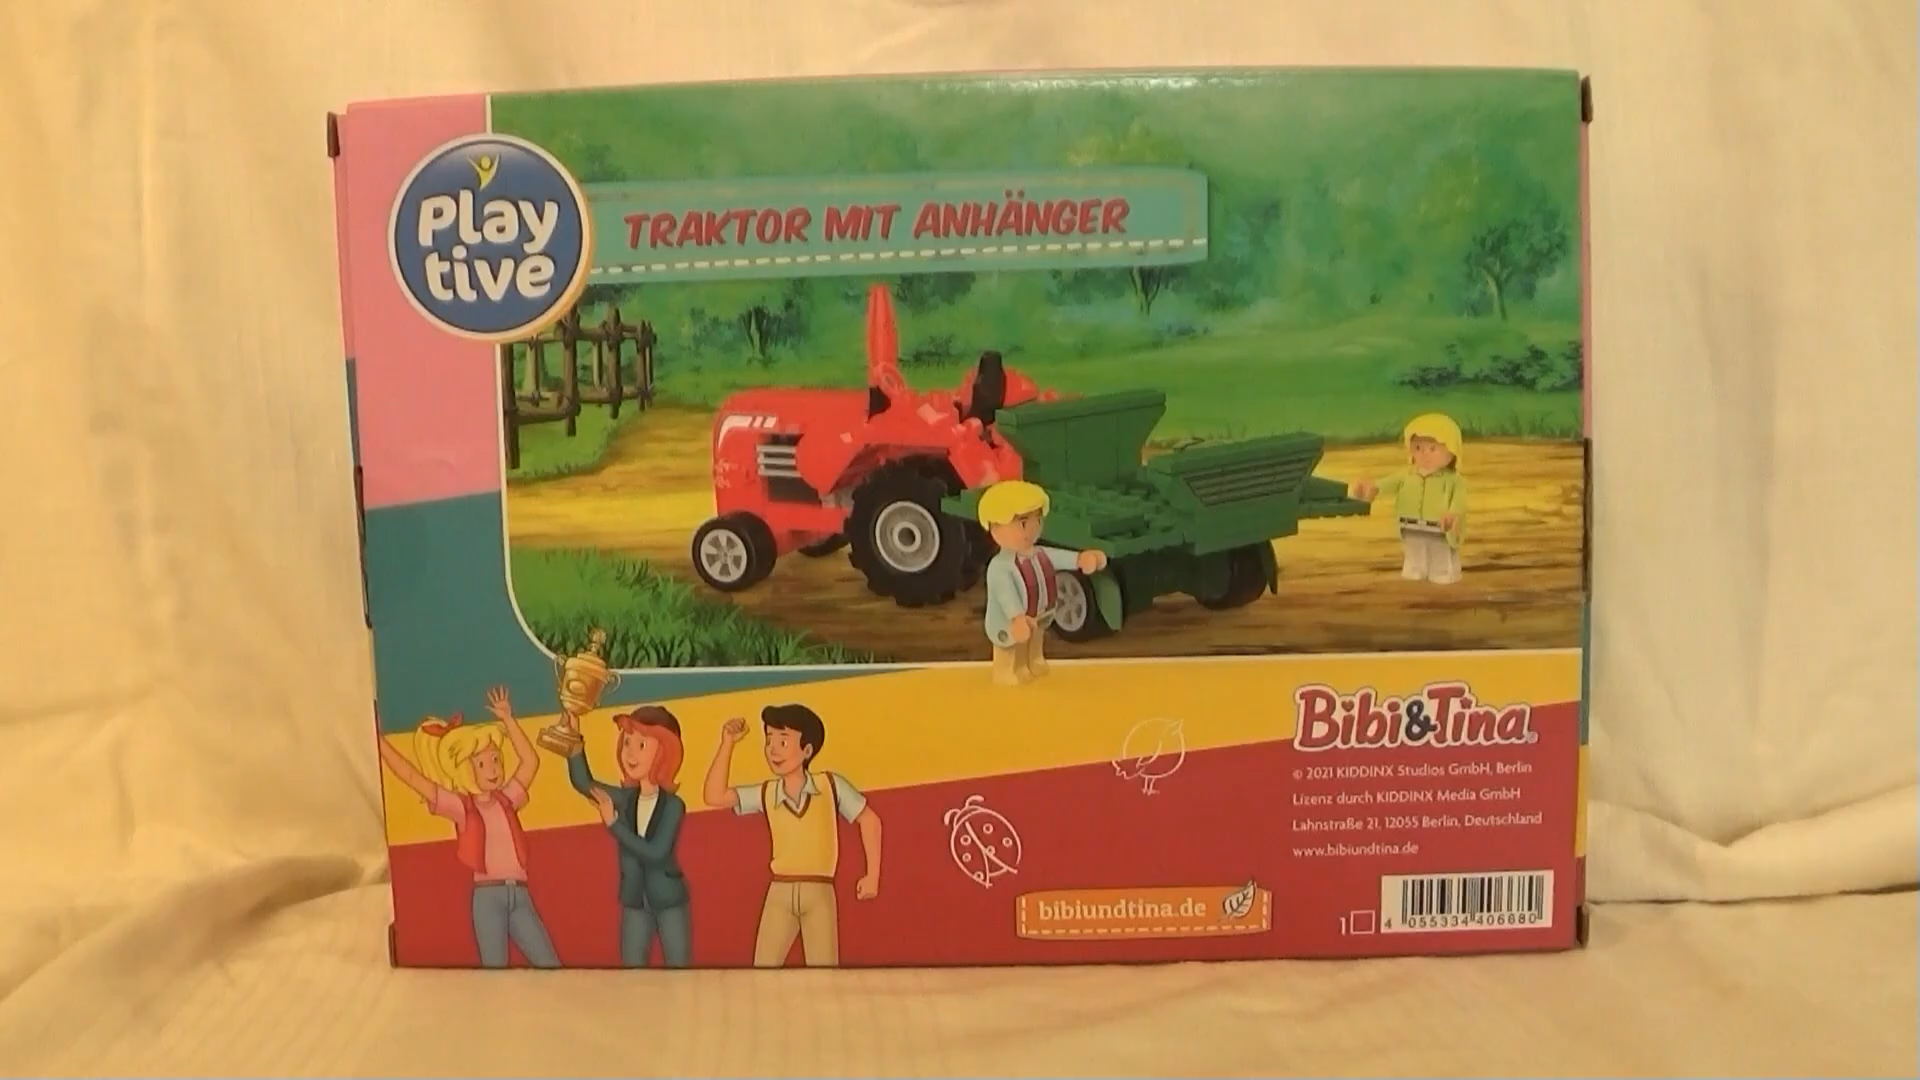 Play
tive
TRAKTOR MIT ANHÄNGER
Bibi&Tina®
© 2021 KIDDINX Studios GmbH, Berlin
Lizenz durch KIDDINX Media GmbH
Lahnstraße 21, 12055 Berlin, Deutschland
www.bibiundtina.de
bibiundtina.de
1
4 055334 406680